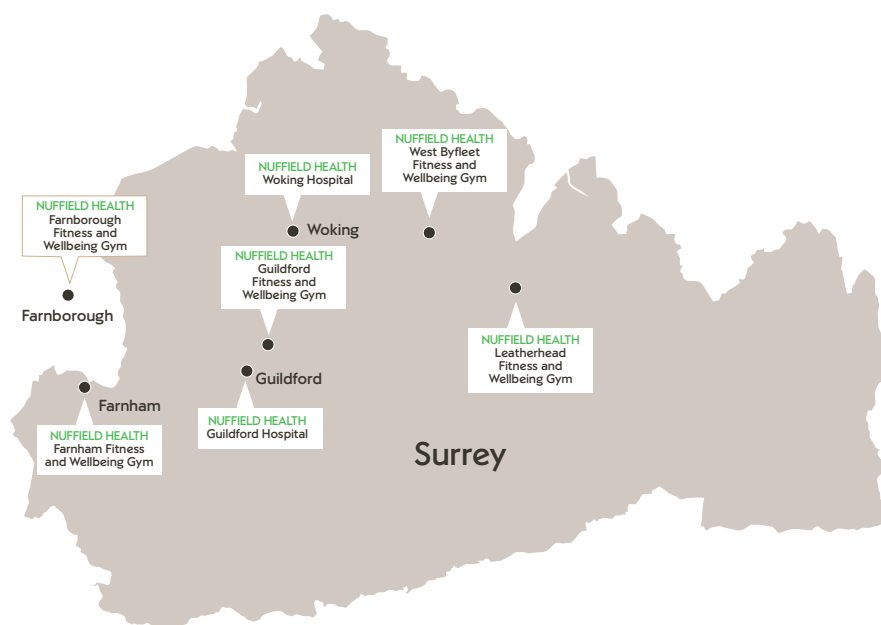 NUFFIELD HEALTH
West Byfleet
Fitness and
Wellbeing Gym
NUFFIELD HEALTH
Woking Hospital
NUFFIELD HEALTH
Farnborough
Fitness and
Wellbeing Gym
Woking
NUFFIELD HEALTH
Guildford
Fitness and
Wellbeing Gym
Farnborough
NUFFIELD HEALTH
Leatherhead
Fitness and
Wellbeing Gym
Guildford
Farnham
NUFFIELD HEALTH
Guildford Hospital
NUFFIELD HEALTH
Farnham Fitness
and Wellbeing Gym
Surrey